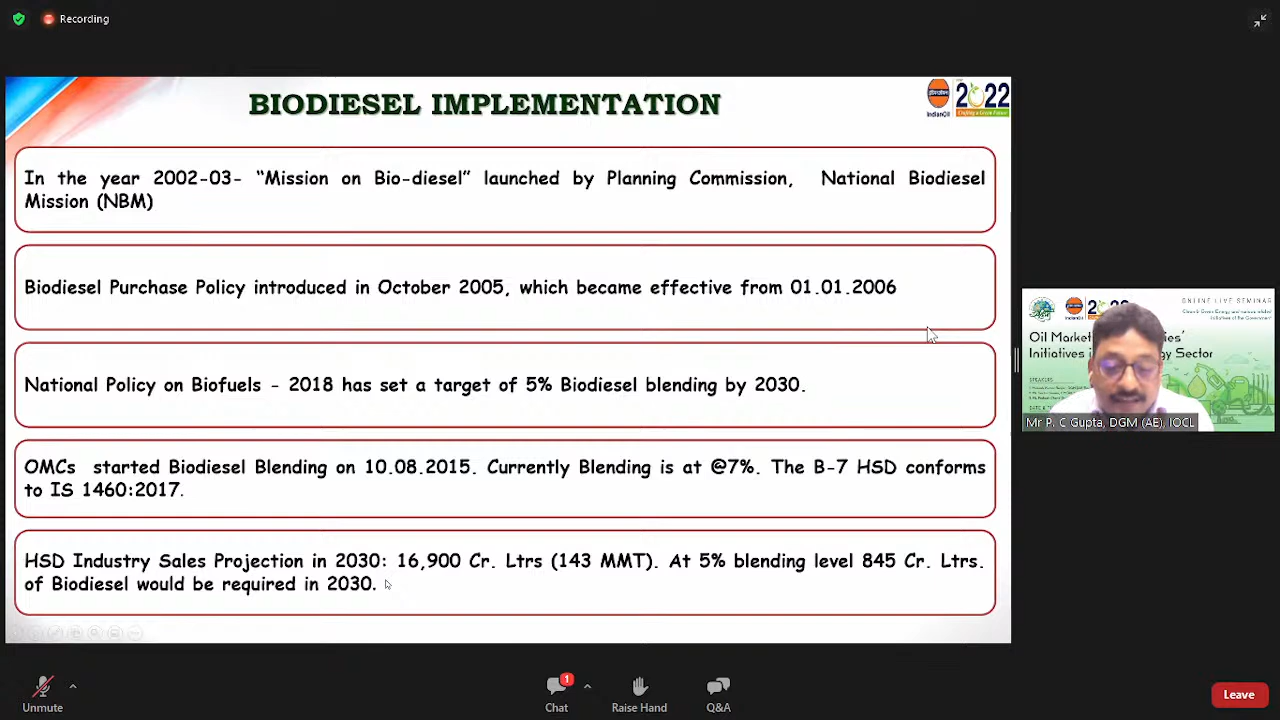 Recording
BIODIESEL IMPLEMENTATION
IndianOil
2022
In the year 2002-03- “Mission on Bio-diesel” launched by Planning Commission, National Biodiesel
Mission (NBM)
Biodiesel Purchase Policy introduced in October 2005, which became effective from 01.01.2006
National Policy on Biofuels - 2018 has set a target of 5% Biodiesel blending by 2030.
OMCs started Biodiesel Blending on 10.08.2015. Currently Blending is at @7%. The B-7 HSD conforms
to IS 1460:2017.
HSD Industry Sales Projection in 2030: 16,900 Cr. Ltrs (143 MMT). At 5% blending level 845 Cr. Ltrs.
of Biodiesel would be required in 2030.
ONLINE LIVE SEMINAR
Oil Market
Initiatives in
Sector
Mr P. C Gupta, DGM (AE), IOCL
Unmute
1
Chat
Raise Hand
Q&A
Leave